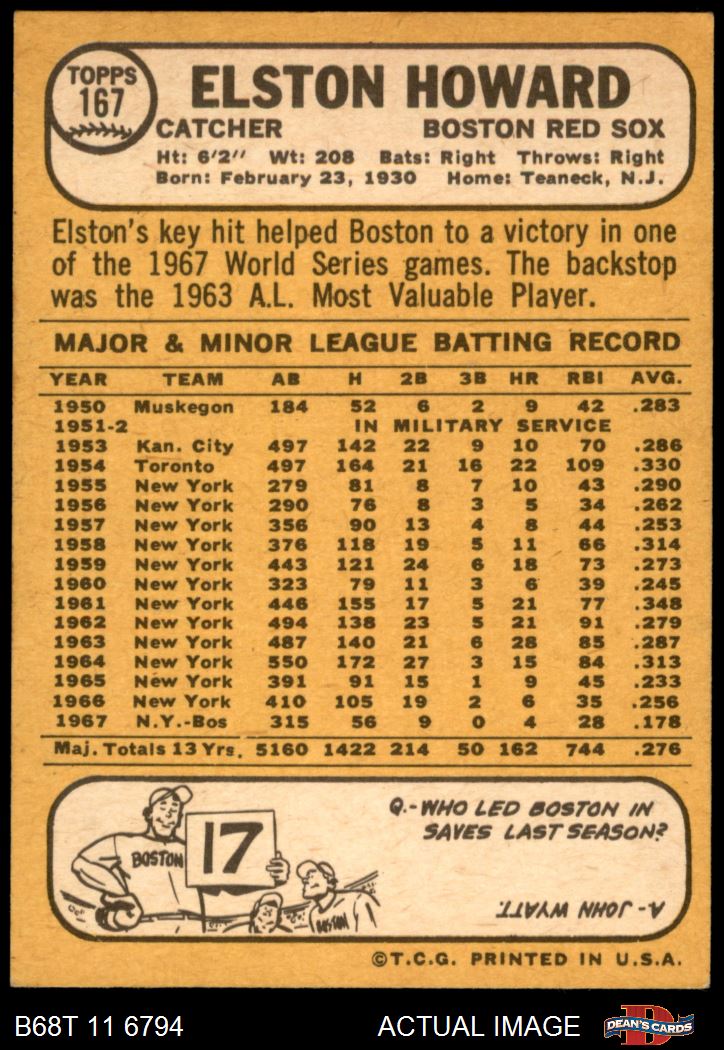 TOPPS
167
ELSTON HOWARD
CATCHER BOSTON RED SOX
Ht: 6'2" Wt: 208 Bats: Right Throws: Right
Born: February 23, 1930 Home: Teaneck, N.J.
Elston's key hit helped Boston to a victory in one
of the 1967 World Series games. The backstop
was the 1963 A.L. Most Valuable Player.
MAJOR & MINOR LEAGUE BATTING RECORD
YEAR TEAM AB H 2B 3B HR RBI AVG.
1950 Muskegon 184 52 6 2 9 42 .283
1951-2 IN MILITARY SERVICE
1953 Kan. City 497 142 22 9 10 70 .286
1954 Toronto 497 164 21 16 22 109 .330
1955 New York 279 81 8 7 10 43 .290
1956 New York 290 76 8 3 5 34 .262
1957 New York 356 90 13 4 8 44 .253
1958 New York 376 118 19 5 11 66 .314
1959 New York 443 121 24 6 18 73 .273
1960 New York 323 79 11 3 6 39 .245
1961 New York 446 155 17 5 21 77 .348
1962 New York 494 138 23 5 21 91 .279
1963 New York 487 140 21 6 28 85 .287
1964 New York 550 172 27 3 15 84 .313
1965 New York 391 91 15 1 9 45 .233
1966 New York 410 105 19 2 6 35 .256
1967 N.Y.-Bos 315 56 9 0 4 28 .178
Maj. Totals 13 Yrs. 5160 1422 214 50 162 744 .276
BOSTON
17
BOSTON
Q.-WHO LED BOSTON IN
SAVES LAST SEASON?
A-JOHN WYATT.
©T.C.G. PRINTED IN U.S.A.
B68T 11 6794 ACTUAL IMAGE
D
DEAN'S CARDS